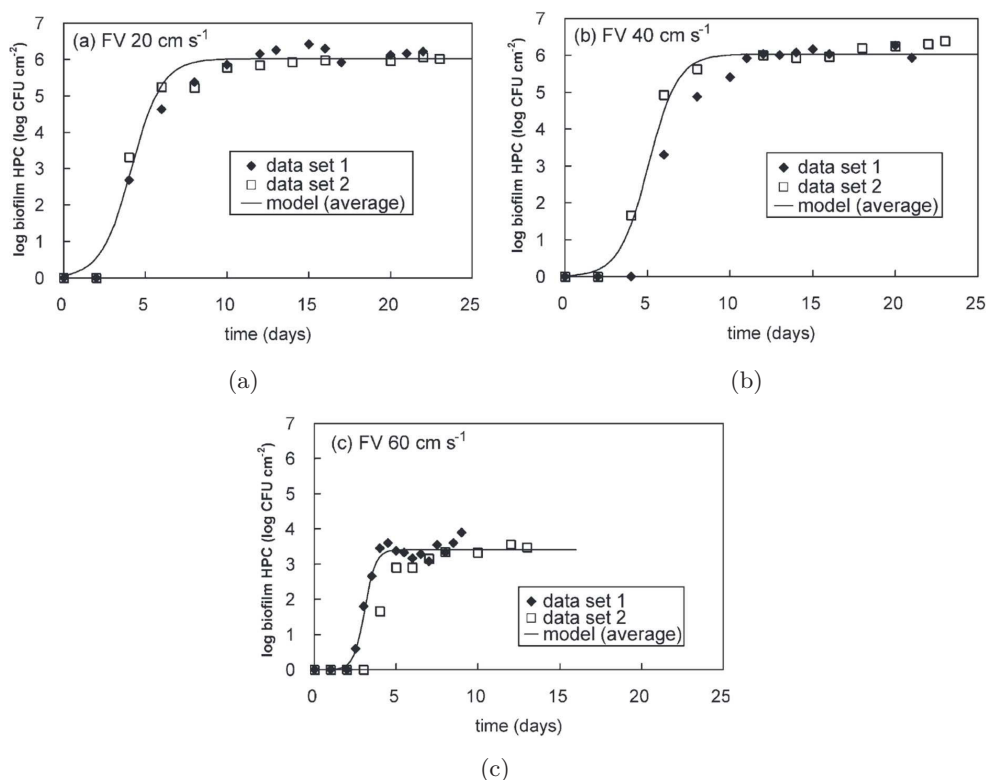 (a) FV 20 cm s⁻¹
log biofilm HPC (log CFU cm⁻²)
7
6
5
4
3
2
1
0
data set 1
data set 2
model (average)
0 5 10 15 20 25
time (days)
(a)
(b) FV 40 cm s⁻¹
log biofilm HPC (log CFU cm⁻²)
7
6
5
4
3
2
1
0
data set 1
data set 2
model (average)
0 5 10 15 20 25
time (days)
(b)
(c) FV 60 cm s⁻¹
log biofilm HPC (log CFU cm⁻²)
7
6
5
4
3
2
1
0
data set 1
data set 2
model (average)
0 5 10 15 20 25
time (days)
(c)